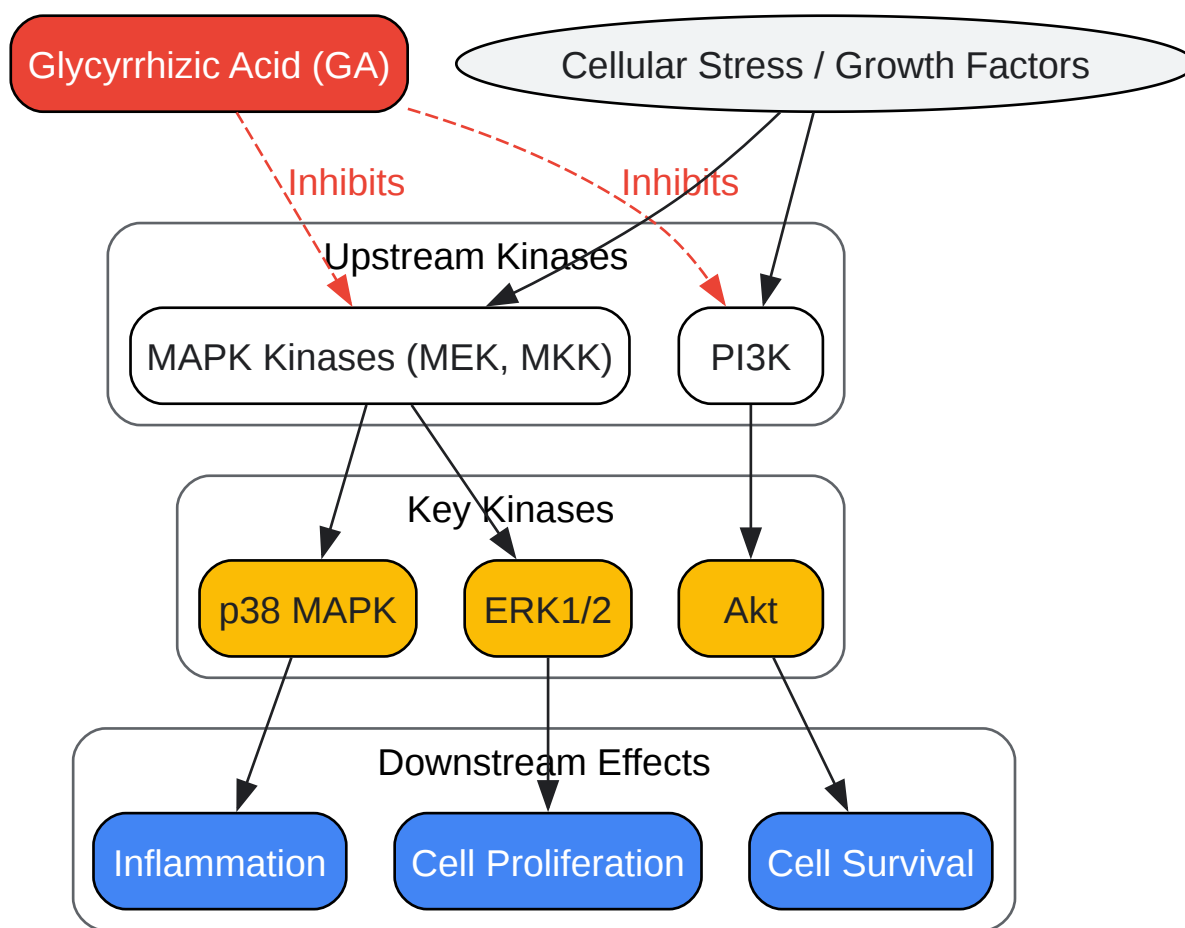 Glycyrrhizic Acid (GA)
Cellular Stress / Growth Factors
Inhibits
Inhibits
Upstream Kinases
MAPK Kinases (MEK, MKK)
PI3K
Key Kinases
p38 MAPK
ERK1/2
Akt
Downstream Effects
Inflammation
Cell Proliferation
Cell Survival